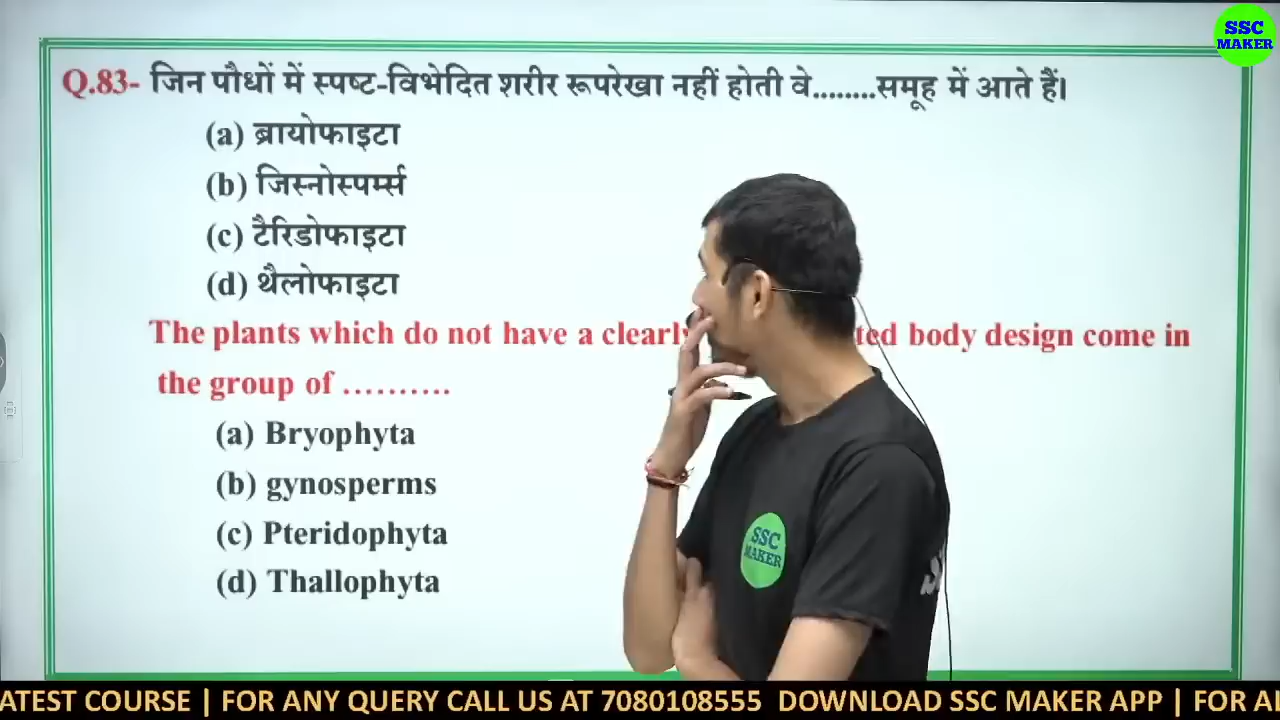 SSC
MAKER
Q.83- जिन पौधों में स्पष्ट-विभेदित शरीर रूपरेखा नहीं होती वे........समूह में आते हैं।
(a) ब्रायोफाइटा
(b) जिस्नोस्पर्म्स
(c) टैरिडोफाइटा
(d) थैलोफाइटा
The plants which do not have a clearly body design come in
the group of ..........
(a) Bryophyta
(b) gynosperms
(c) Pteridophyta
(d) Thallophyta
SSC
MAKER
ATEST COURSE | FOR ANY QUERY CALL US AT 7080108555 DOWNLOAD SSC MAKER APP | FOR AN